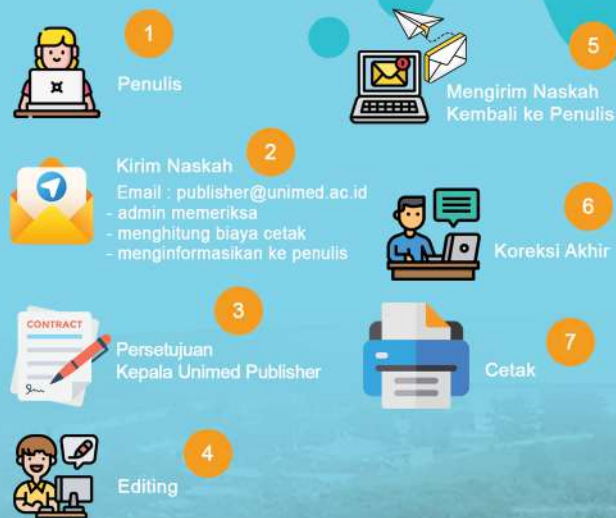 1
Penulis
2
Kirim Naskah
Email : publisher@unimed.ac.id
- admin memeriksa
- menghitung biaya cetak
- menginformasikan ke penulis
3
CONTRACT
Persetujuan
Kepala Unimed Publisher
4
Editing
5
Mengirim Naskah
Kembali ke Penulis
6
Koreksi Akhir
7
Cetak